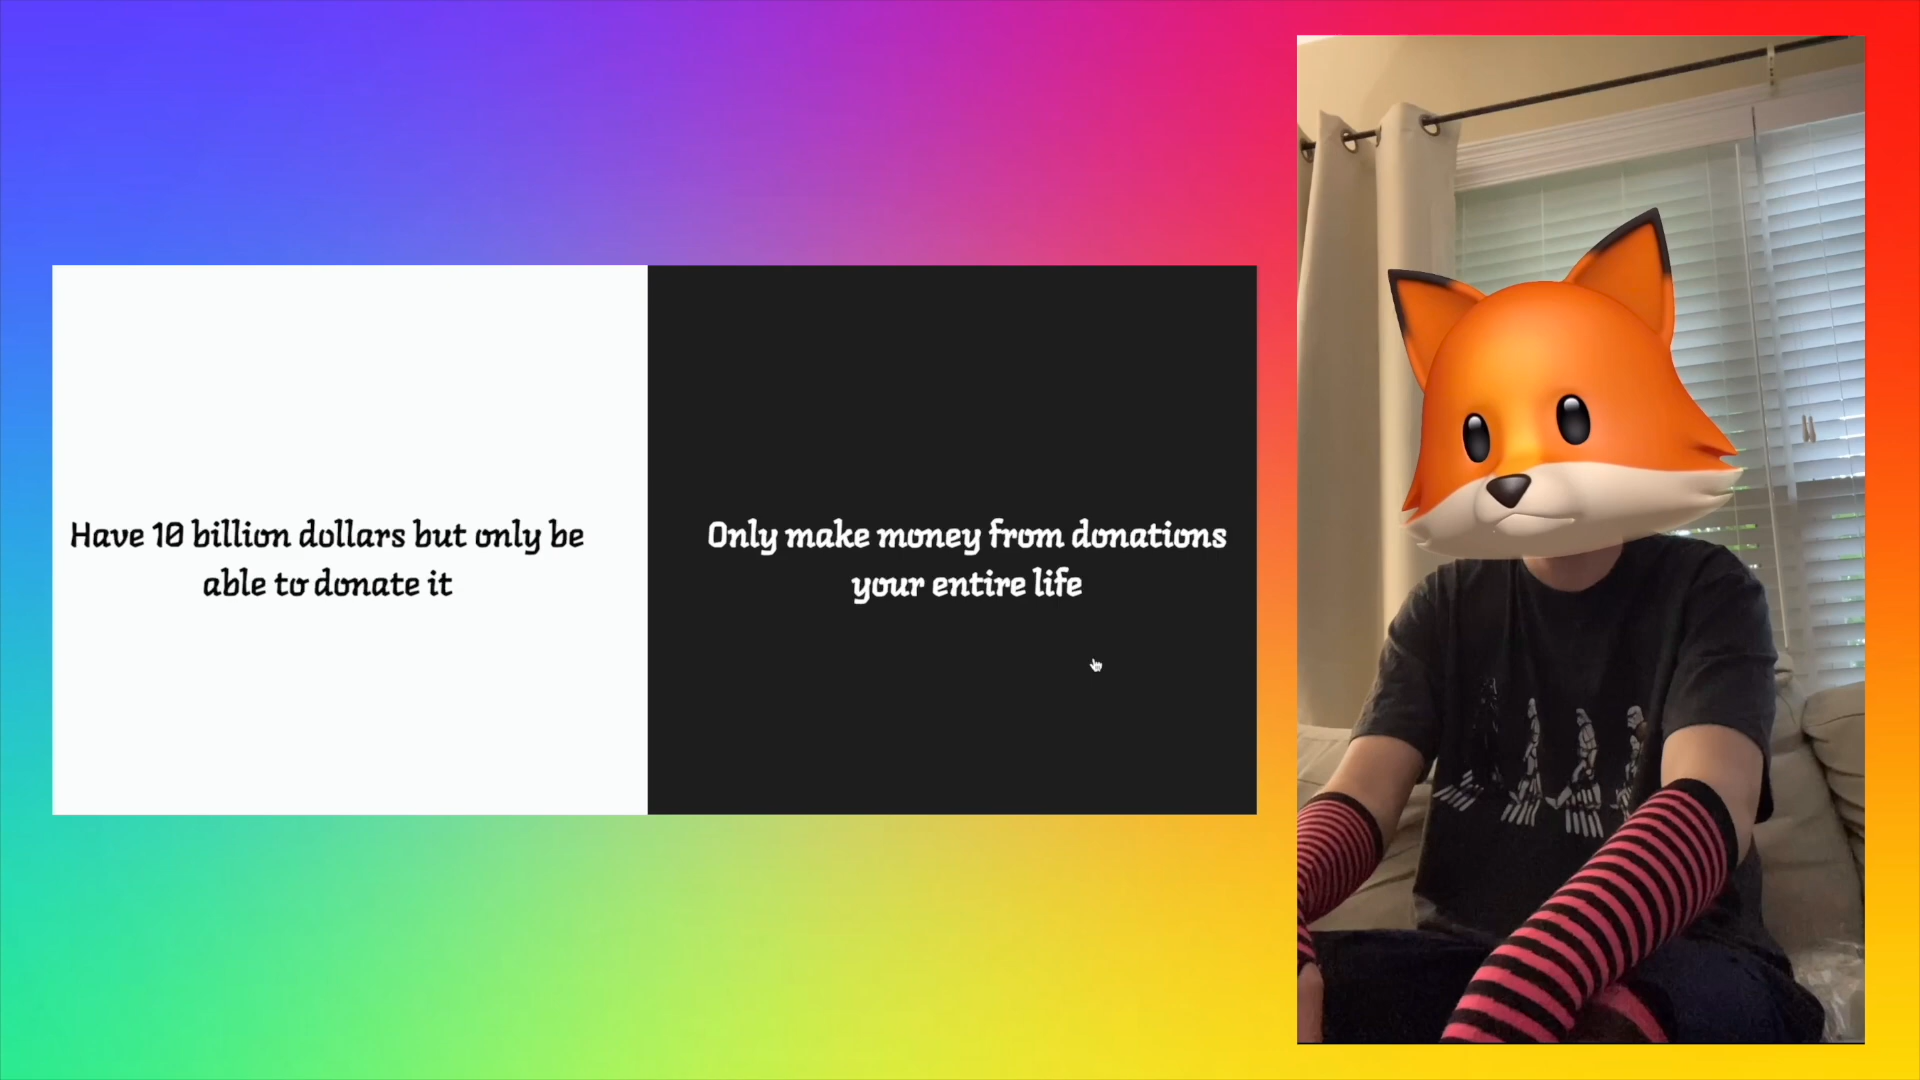 Have 10 billion dollars but only be
able to donate it
Only make money from donations
your entire life